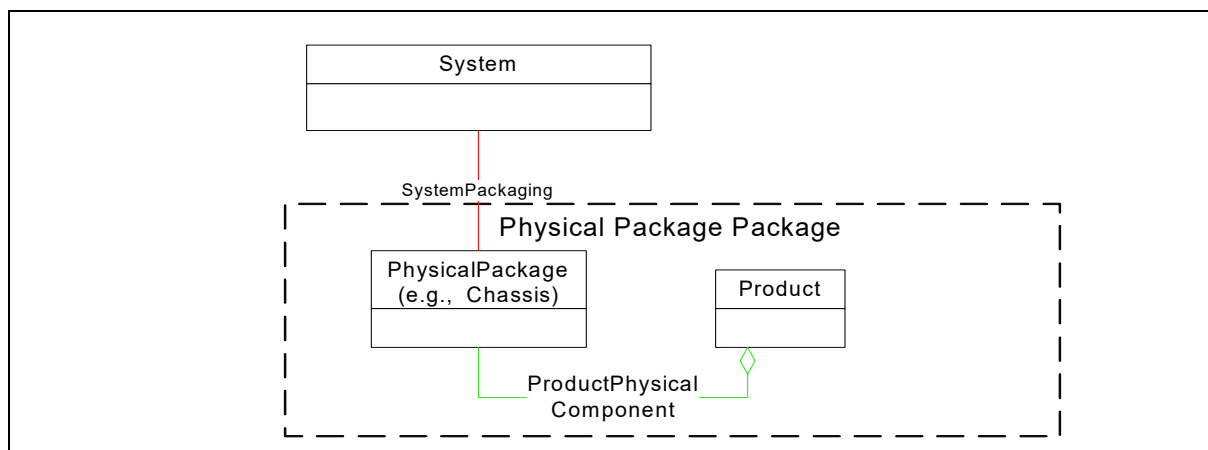 System
SystemPackaging
Physical Package Package
PhysicalPackage
(e.g., Chassis)
Product
ProductPhysical
Component